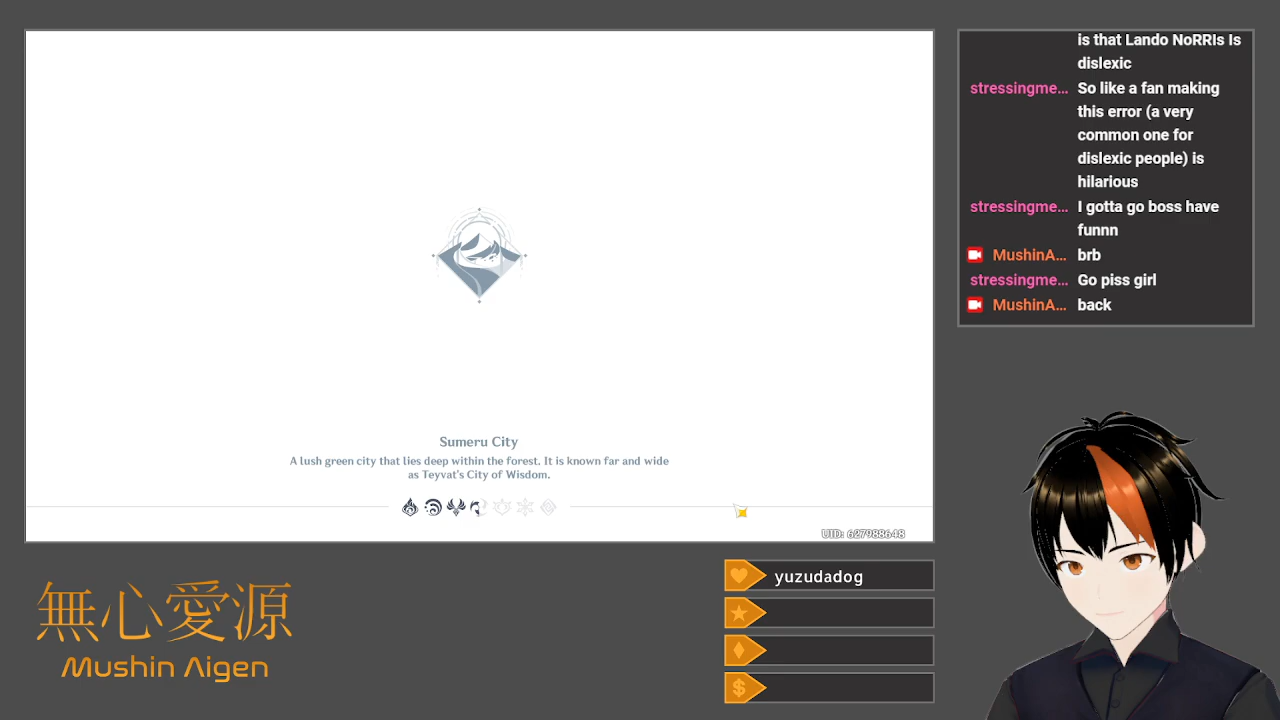 Sumeru City
A lush green city that lies deep within the forest. It is known far and wide
as Teyvat's City of Wisdom.
UID: 627988648
is that Lando NoRRIs Is
dislexic
stressingme... So like a fan making
this error (a very
common one for
dislexic people) is
hilarious
stressingme... I gotta go boss have
funnn
MushinA... brb
stressingme... Go piss girl
MushinA... back
無心愛源
Mushin Aigen
yuzudadog